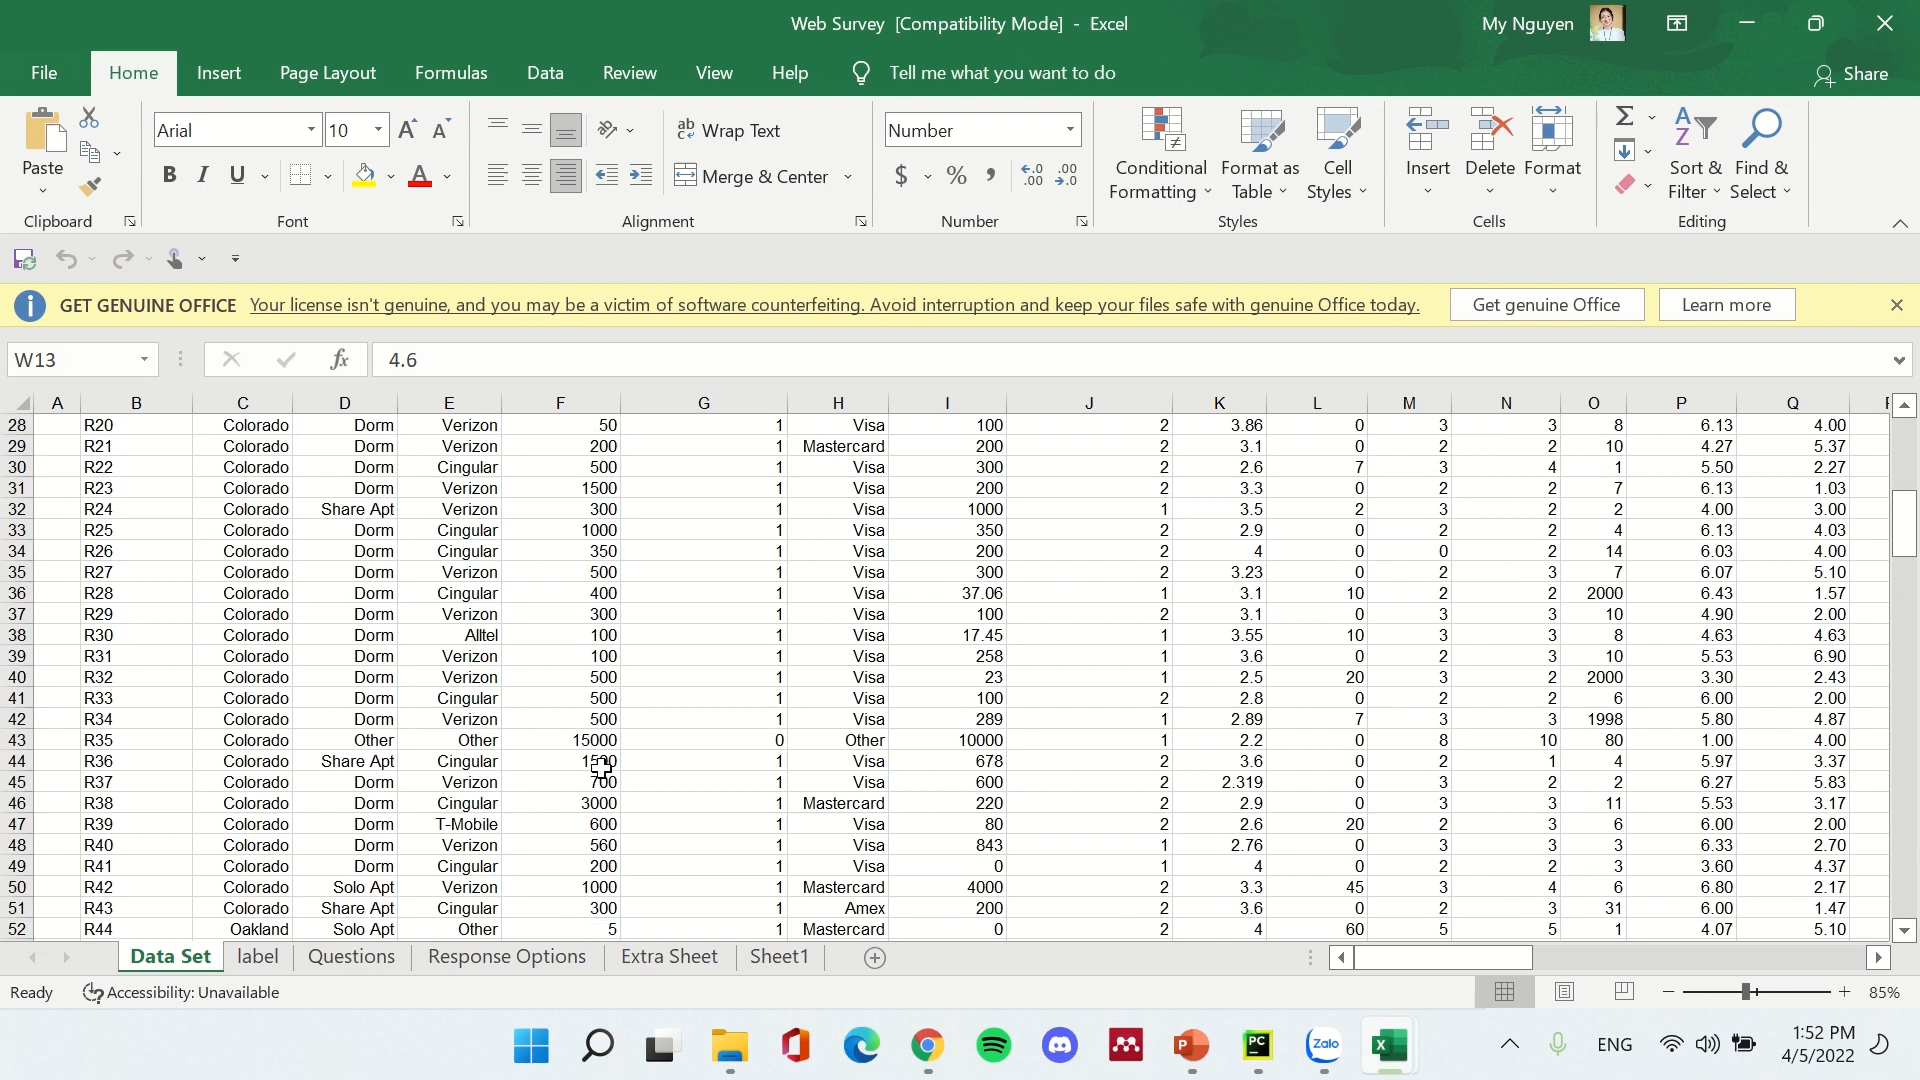 Web Survey [Compatibility Mode] - Excel My Nguyen
File Home Insert Page Layout Formulas Data Review View Help Tell me what you want to do Share
Paste Arial 10 Wrap Text Number Conditional Formatting Format as Table Cell Styles Insert Delete Format Sort & Filter Find & Select
B I U Merge & Center $ % ,
Clipboard Font Alignment Number Styles Cells Editing
GET GENUINE OFFICE Your license isn't genuine, and you may be a victim of software counterfeiting. Avoid interruption and keep your files safe with genuine Office today. Get genuine Office Learn more
W13 fx 4.6
A B C D E F G H I J K L M N O P Q
28 R20 Colorado Dorm Verizon 50 1 Visa 100 2 3.86 0 3 3 8 6.13 4.00
29 R21 Colorado Dorm Verizon 200 1 Mastercard 200 2 3.1 0 2 2 10 4.27 5.37
30 R22 Colorado Dorm Cingular 500 1 Visa 300 2 2.6 7 3 4 1 5.50 2.27
31 R23 Colorado Dorm Verizon 1500 1 Visa 200 2 3.3 0 2 2 7 6.13 1.03
32 R24 Colorado Share Apt Verizon 300 1 Visa 1000 1 3.5 2 3 2 2 4.00 3.00
33 R25 Colorado Dorm Cingular 1000 1 Visa 350 2 2.9 0 2 2 4 6.13 4.03
34 R26 Colorado Dorm Cingular 350 1 Visa 200 2 4 0 0 2 14 6.03 4.00
35 R27 Colorado Dorm Verizon 500 1 Visa 300 2 3.23 0 2 3 7 6.07 5.10
36 R28 Colorado Dorm Cingular 400 1 Visa 37.06 1 3.1 10 2 2 2000 6.43 1.57
37 R29 Colorado Dorm Verizon 300 1 Visa 100 2 3.1 0 3 3 10 4.90 2.00
38 R30 Colorado Dorm Alltel 100 1 Visa 17.45 1 3.55 10 3 3 8 4.63 4.63
39 R31 Colorado Dorm Verizon 100 1 Visa 258 1 3.6 0 2 3 10 5.53 6.90
40 R32 Colorado Dorm Verizon 500 1 Visa 23 1 2.5 20 3 2 2000 3.30 2.43
41 R33 Colorado Dorm Cingular 500 1 Visa 100 2 2.8 0 2 2 6 6.00 2.00
42 R34 Colorado Dorm Verizon 500 1 Visa 289 1 2.89 7 3 3 1998 5.80 4.87
43 R35 Colorado Other Other 15000 0 Other 10000 1 2.2 0 8 10 80 1.00 4.00
44 R36 Colorado Share Apt Cingular 1 Visa 678 2 3.6 0 2 1 4 5.97 3.37
45 R37 Colorado Dorm Verizon 700 1 Visa 600 2 2.319 0 3 2 2 6.27 5.83
46 R38 Colorado Dorm Cingular 3000 1 Mastercard 220 2 2.9 0 3 3 11 5.53 3.17
47 R39 Colorado Dorm T-Mobile 600 1 Visa 80 2 2.6 20 2 3 6 6.00 2.00
48 R40 Colorado Dorm Verizon 560 1 Visa 843 1 2.76 0 3 3 3 6.33 2.70
49 R41 Colorado Dorm Cingular 200 1 Visa 0 1 4 0 2 2 3 3.60 4.37
50 R42 Colorado Solo Apt Verizon 1000 1 Mastercard 4000 2 3.3 45 3 4 6 6.80 2.17
51 R43 Colorado Share Apt Cingular 300 1 Amex 200 2 3.6 0 2 3 31 6.00 1.47
52 R44 Oakland Solo Apt Other 5 1 Mastercard 0 2 4 60 5 5 1 4.07 5.10
Data Set label Questions Response Options Extra Sheet Sheet1
Ready Accessibility: Unavailable 85%
PC Zalo ENG 1:52 PM
4/5/2022